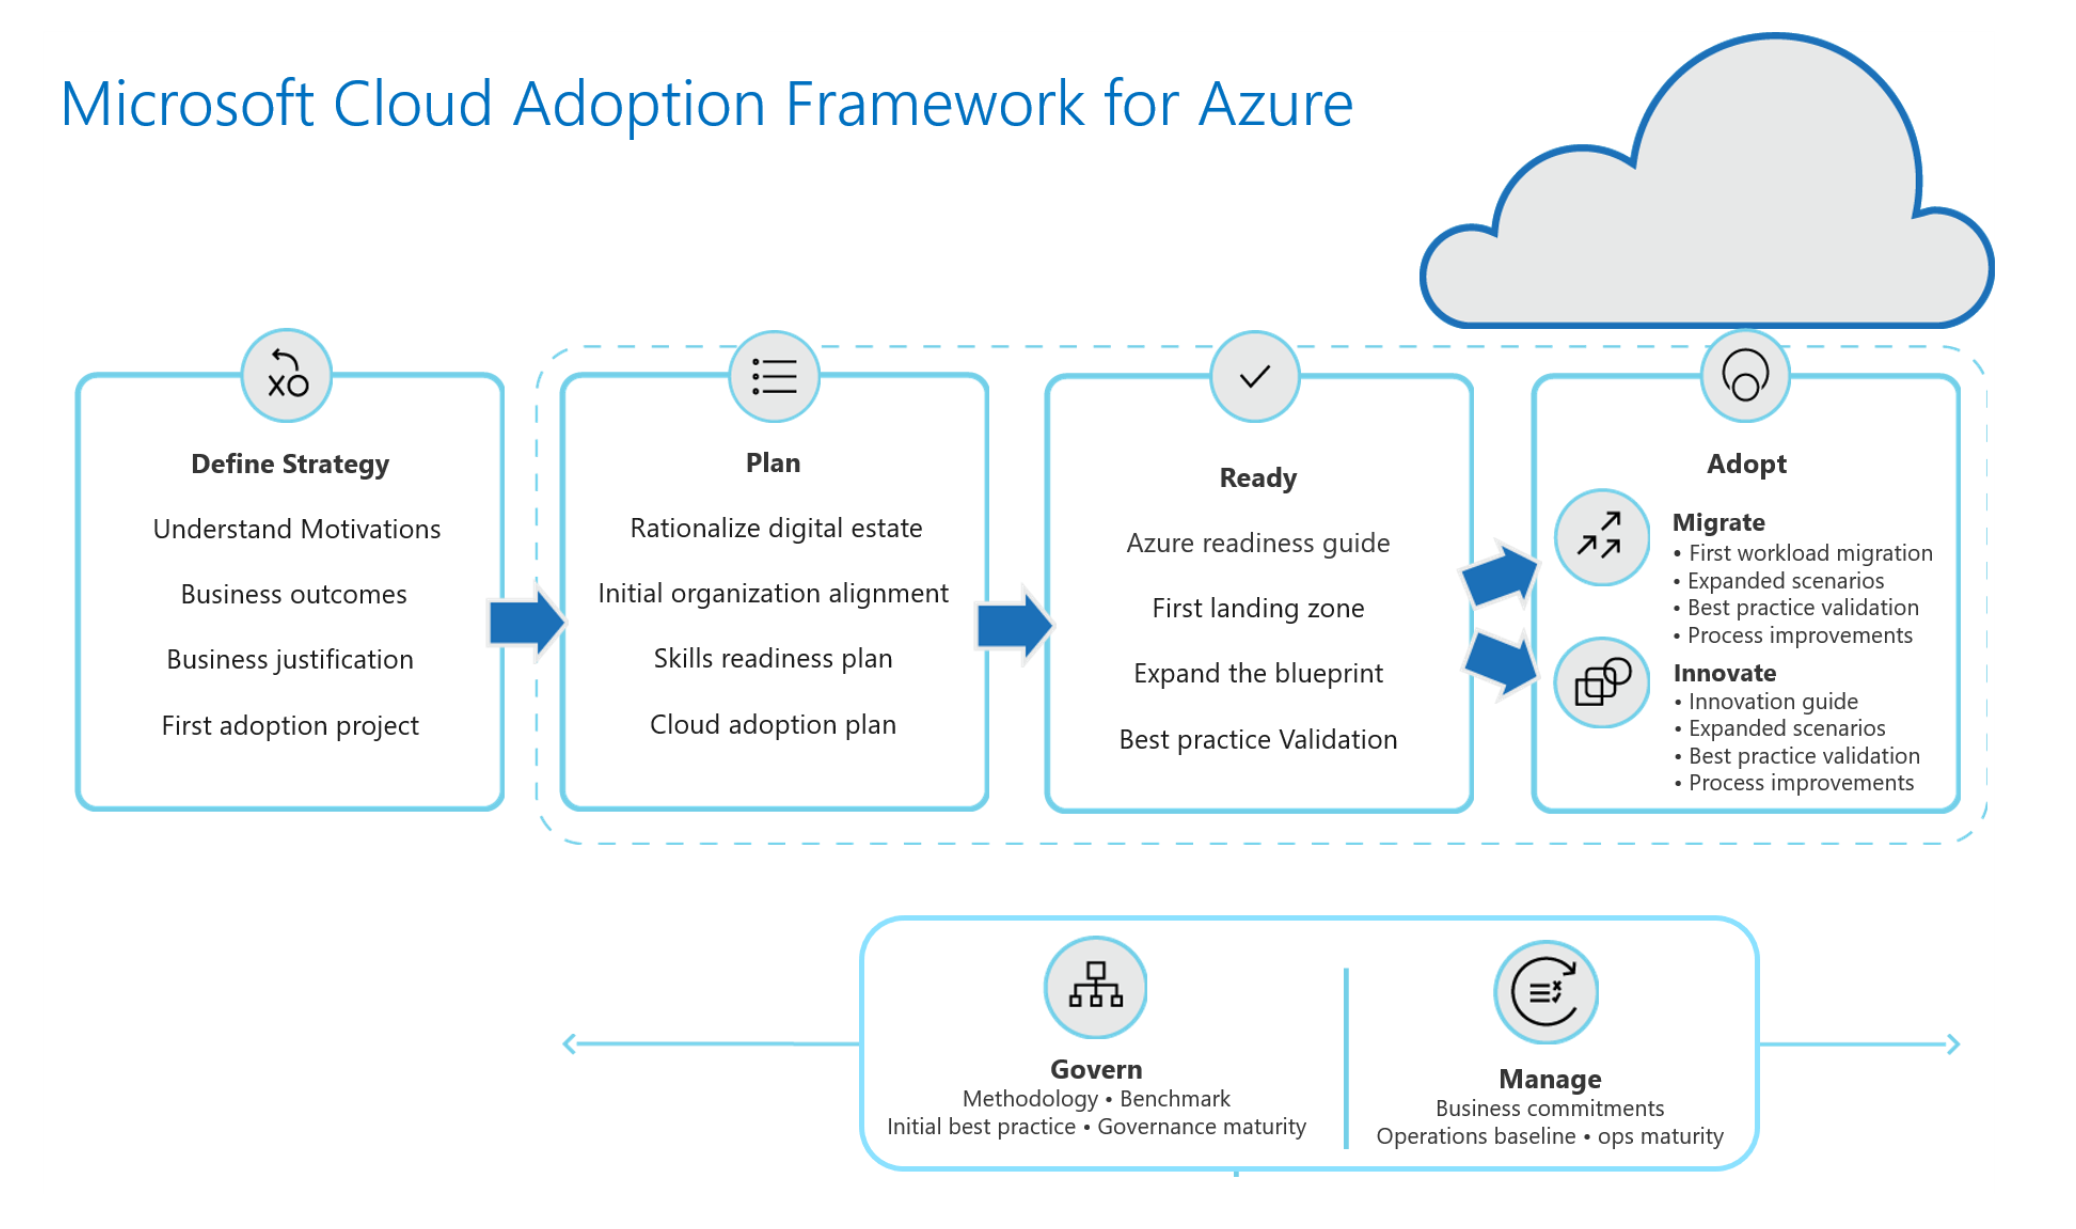 Microsoft Cloud Adoption Framework for Azure
Define Strategy
Understand Motivations
Business outcomes
Business justification
First adoption project
Plan
Rationalize digital estate
Initial organization alignment
Skills readiness plan
Cloud adoption plan
Ready
Azure readiness guide
First landing zone
Expand the blueprint
Best practice Validation
Adopt
Migrate
• First workload migration
• Expanded scenarios
• Best practice validation
• Process improvements
Innovate
• Innovation guide
• Expanded scenarios
• Best practice validation
• Process improvements
Govern
Methodology • Benchmark
Initial best practice • Governance maturity
Manage
Business commitments
Operations baseline • ops maturity